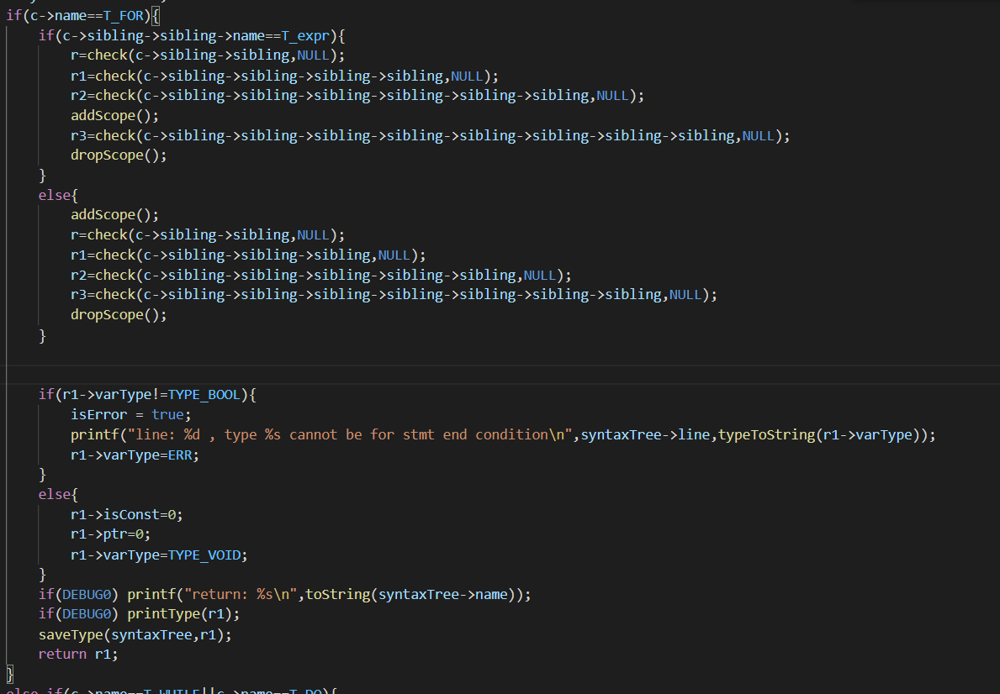 if(c->name==T_FOR){
    if(c->sibling->sibling->name==T_expr){
        r=check(c->sibling->sibling,NULL);
        r1=check(c->sibling->sibling->sibling->sibling,NULL);
        r2=check(c->sibling->sibling->sibling->sibling->sibling->sibling,NULL);
        addScope();
        r3=check(c->sibling->sibling->sibling->sibling->sibling->sibling->sibling->sibling,NULL);
        dropScope();
    }
    else{
        addScope();
        r=check(c->sibling->sibling,NULL);
        r1=check(c->sibling->sibling->sibling,NULL);
        r2=check(c->sibling->sibling->sibling->sibling->sibling,NULL);
        r3=check(c->sibling->sibling->sibling->sibling->sibling->sibling->sibling,NULL);
        dropScope();
    }
    if(r1->varType!=TYPE_BOOL){
        isError = true;
        printf("line: %d , type %s cannot be for stmt end condition\n",syntaxTree->line,typeToString(r1->varType));
        r1->varType=ERR;
    }
    else{
        r1->isConst=0;
        r1->ptr=0;
        r1->varType=TYPE_VOID;
    }
    if(DEBUG0) printf("return: %s\n",toString(syntaxTree->name));
    if(DEBUG0) printType(r1);
    saveType(syntaxTree,r1);
    return r1;
}
else if(c->name==T_WHILE||c->name==T_DO){